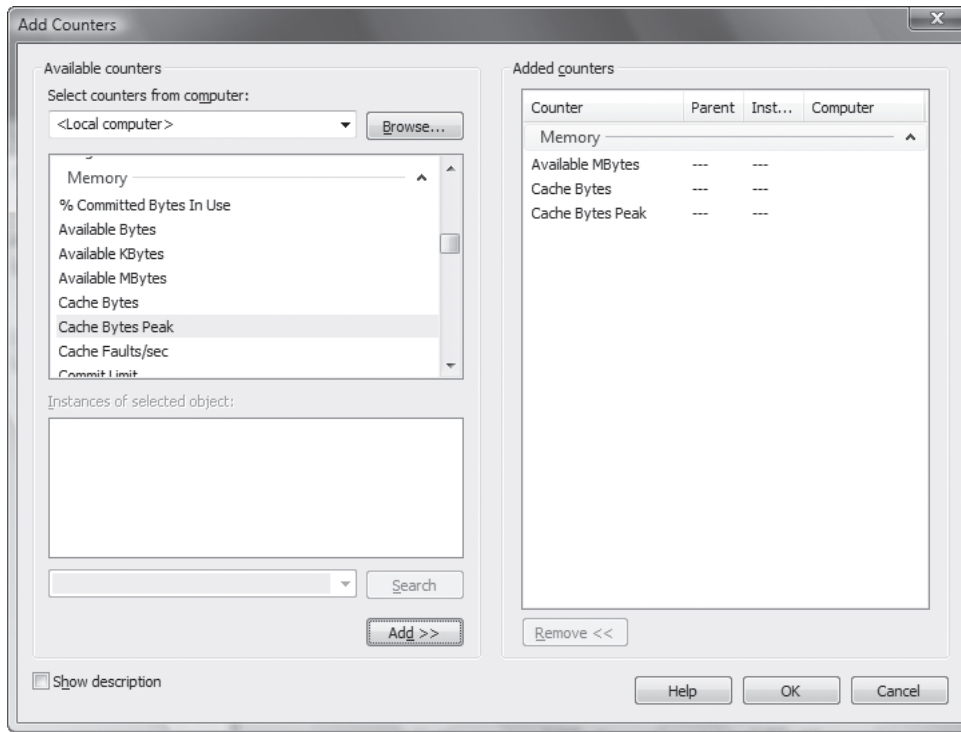 Add Counters
X
Available counters
Select counters from computer:
<Local computer>
Browse...
Memory
% Committed Bytes In Use
Available Bytes
Available KBytes
Available MBytes
Cache Bytes
Cache Bytes Peak
Cache Faults/sec
Commit Limit
Instances of selected object:
Search
Add >>
Show description
Added counters
Counter Parent Inst... Computer
Memory
Available MBytes --- ---
Cache Bytes --- ---
Cache Bytes Peak --- ---
Remove <<
Help OK Cancel